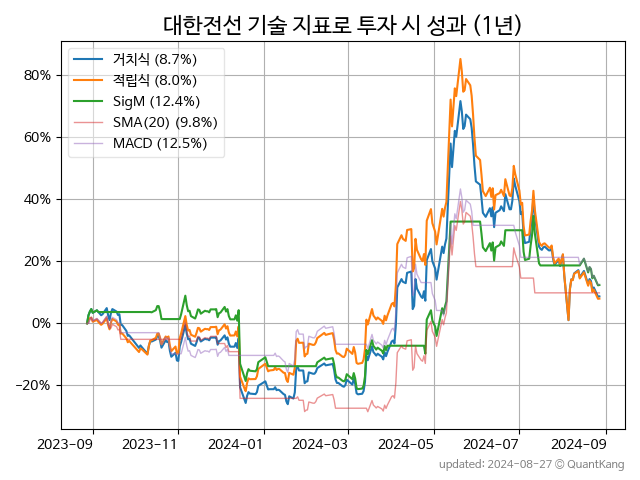 대한전선 기술 지표로 투자 시 성과 (1년)
거치식 (8.7%)
적립식 (8.0%)
SigM (12.4%)
SMA(20) (9.8%)
MACD (12.5%)
80%
60%
40%
20%
0%
−20%
2023-09 2023-11 2024-01 2024-03 2024-05 2024-07 2024-09
updated: 2024-08-27 © QuantKang